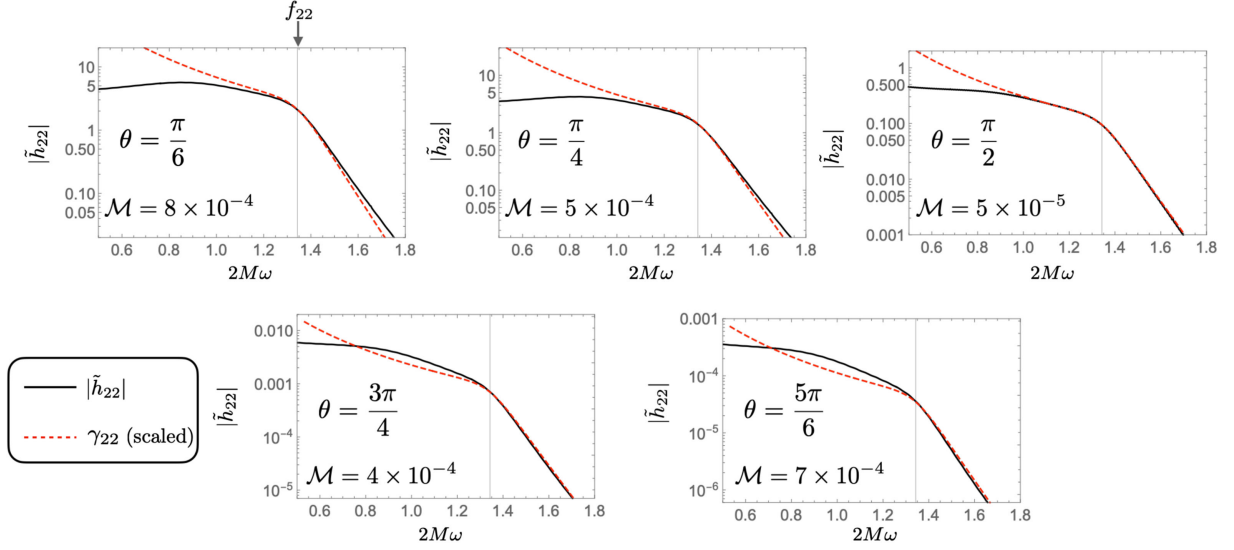 f₂₂
|h̃₂₂|
10
5
1
0.50
0.10
0.05
θ = π/6
ℳ = 8 × 10⁻⁴
0.6 0.8 1.0 1.2 1.4 1.6 1.8
2Mω
|h̃₂₂|
10
5
1
0.50
0.10
0.05
θ = π/4
ℳ = 5 × 10⁻⁴
0.6 0.8 1.0 1.2 1.4 1.6 1.8
2Mω
|h̃₂₂|
1
0.500
0.100
0.050
0.010
0.005
0.001
θ = π/2
ℳ = 5 × 10⁻⁵
0.6 0.8 1.0 1.2 1.4 1.6 1.8
2Mω
|h̃₂₂|
γ₂₂ (scaled)
|h̃₂₂|
0.010
0.001
10⁻⁴
10⁻⁵
θ = 3π/4
ℳ = 4 × 10⁻⁴
0.6 0.8 1.0 1.2 1.4 1.6 1.8
2Mω
|h̃₂₂|
0.001
10⁻⁴
10⁻⁵
10⁻⁶
θ = 5π/6
ℳ = 7 × 10⁻⁴
0.6 0.8 1.0 1.2 1.4 1.6 1.8
2Mω